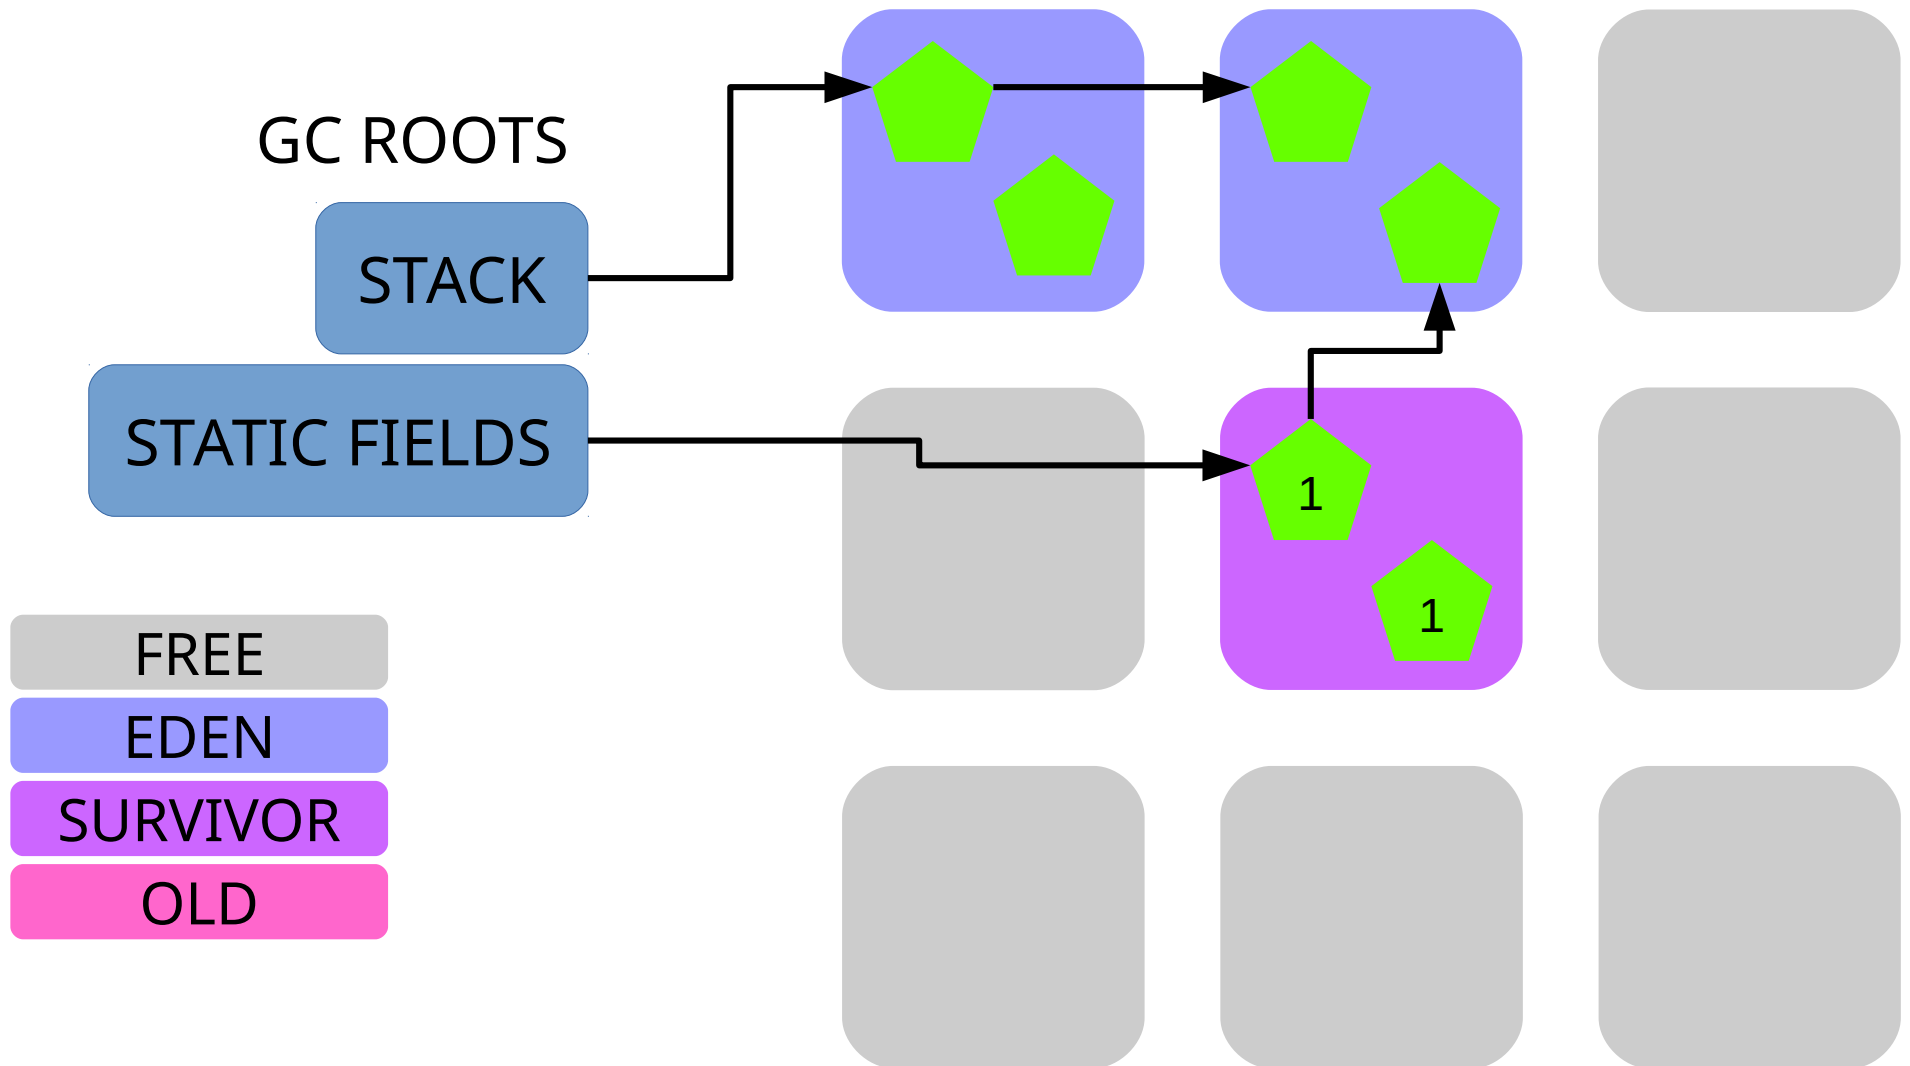 GC ROOTS
STACK
STATIC FIELDS
1
1
FREE
EDEN
SURVIVOR
OLD